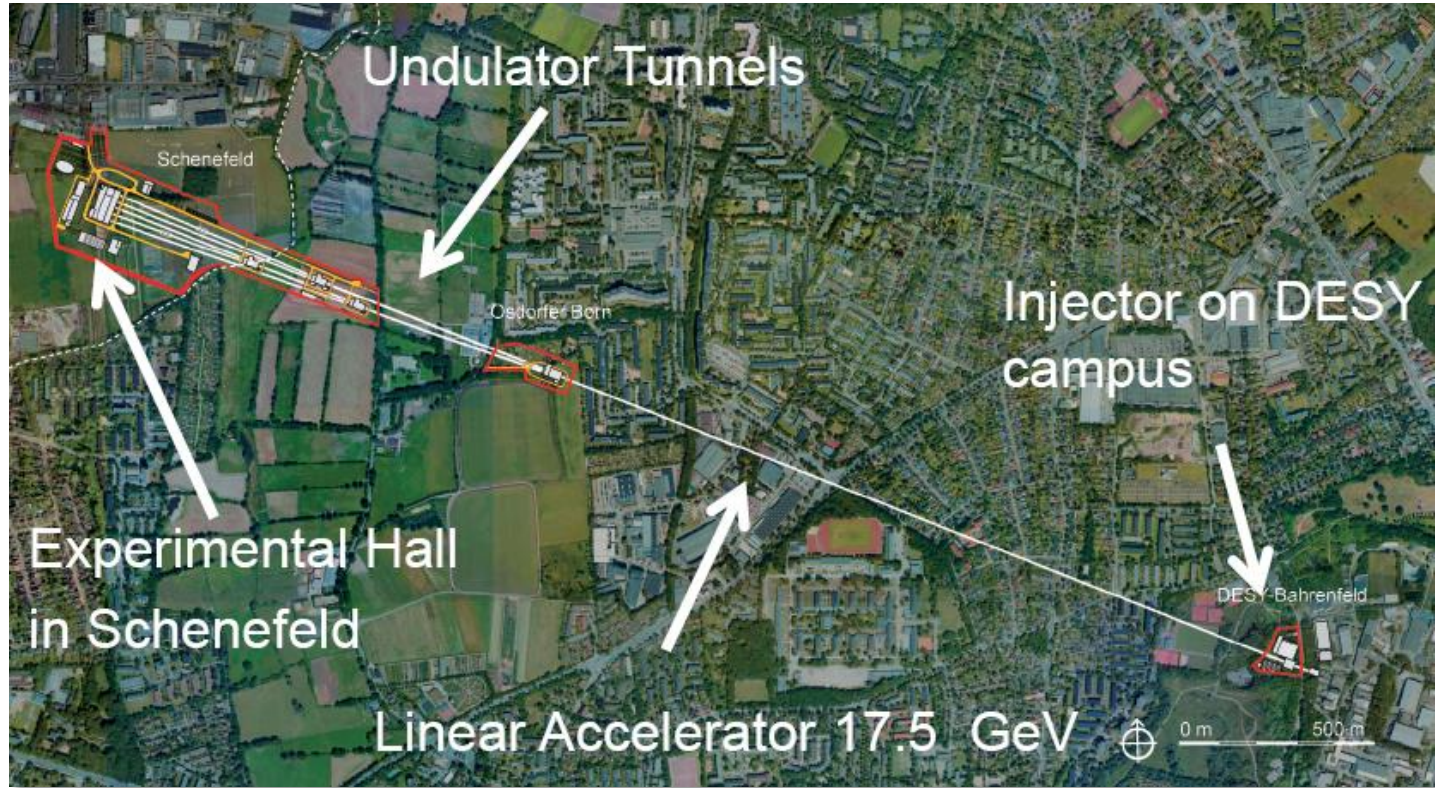 Undulator Tunnels
Schenefeld
Osdorfer Born
Injector on DESY
campus
Experimental Hall
in Schenefeld
DESY-Bahrenfeld
Linear Accelerator 17.5 GeV
0 m 500 m